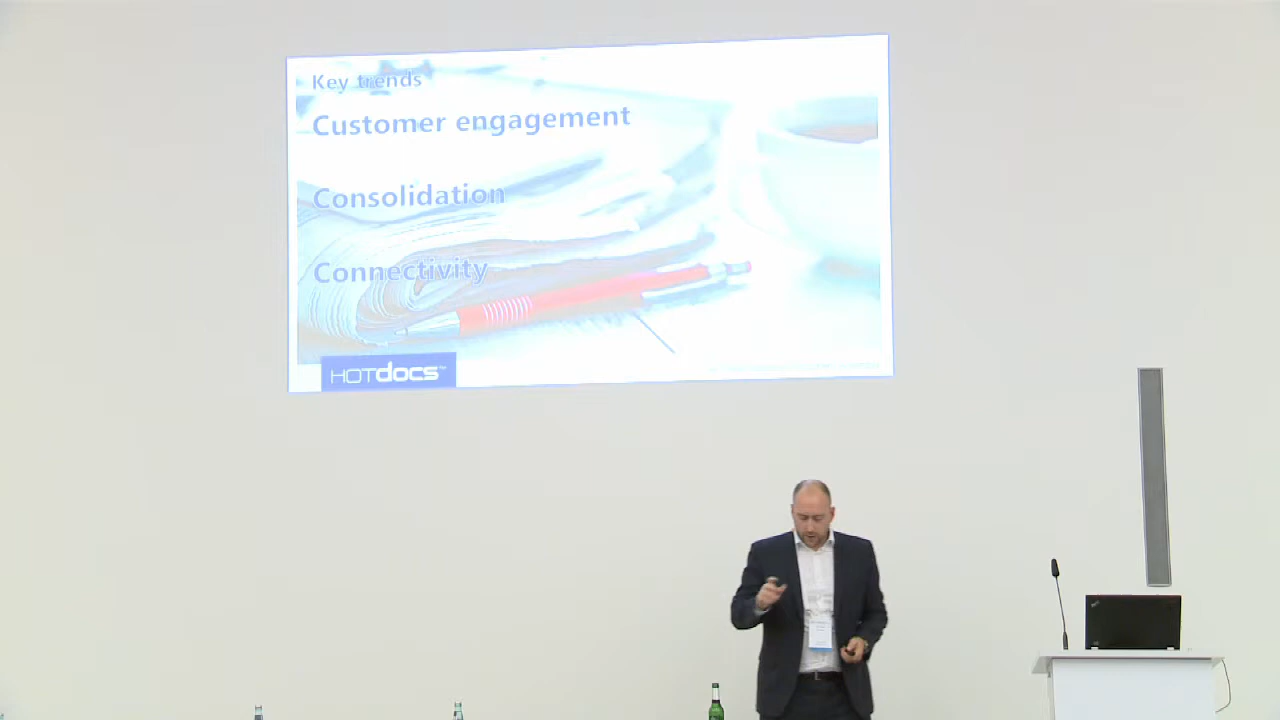 Key trends
Customer engagement
Consolidation
Connectivity
HOTdocs